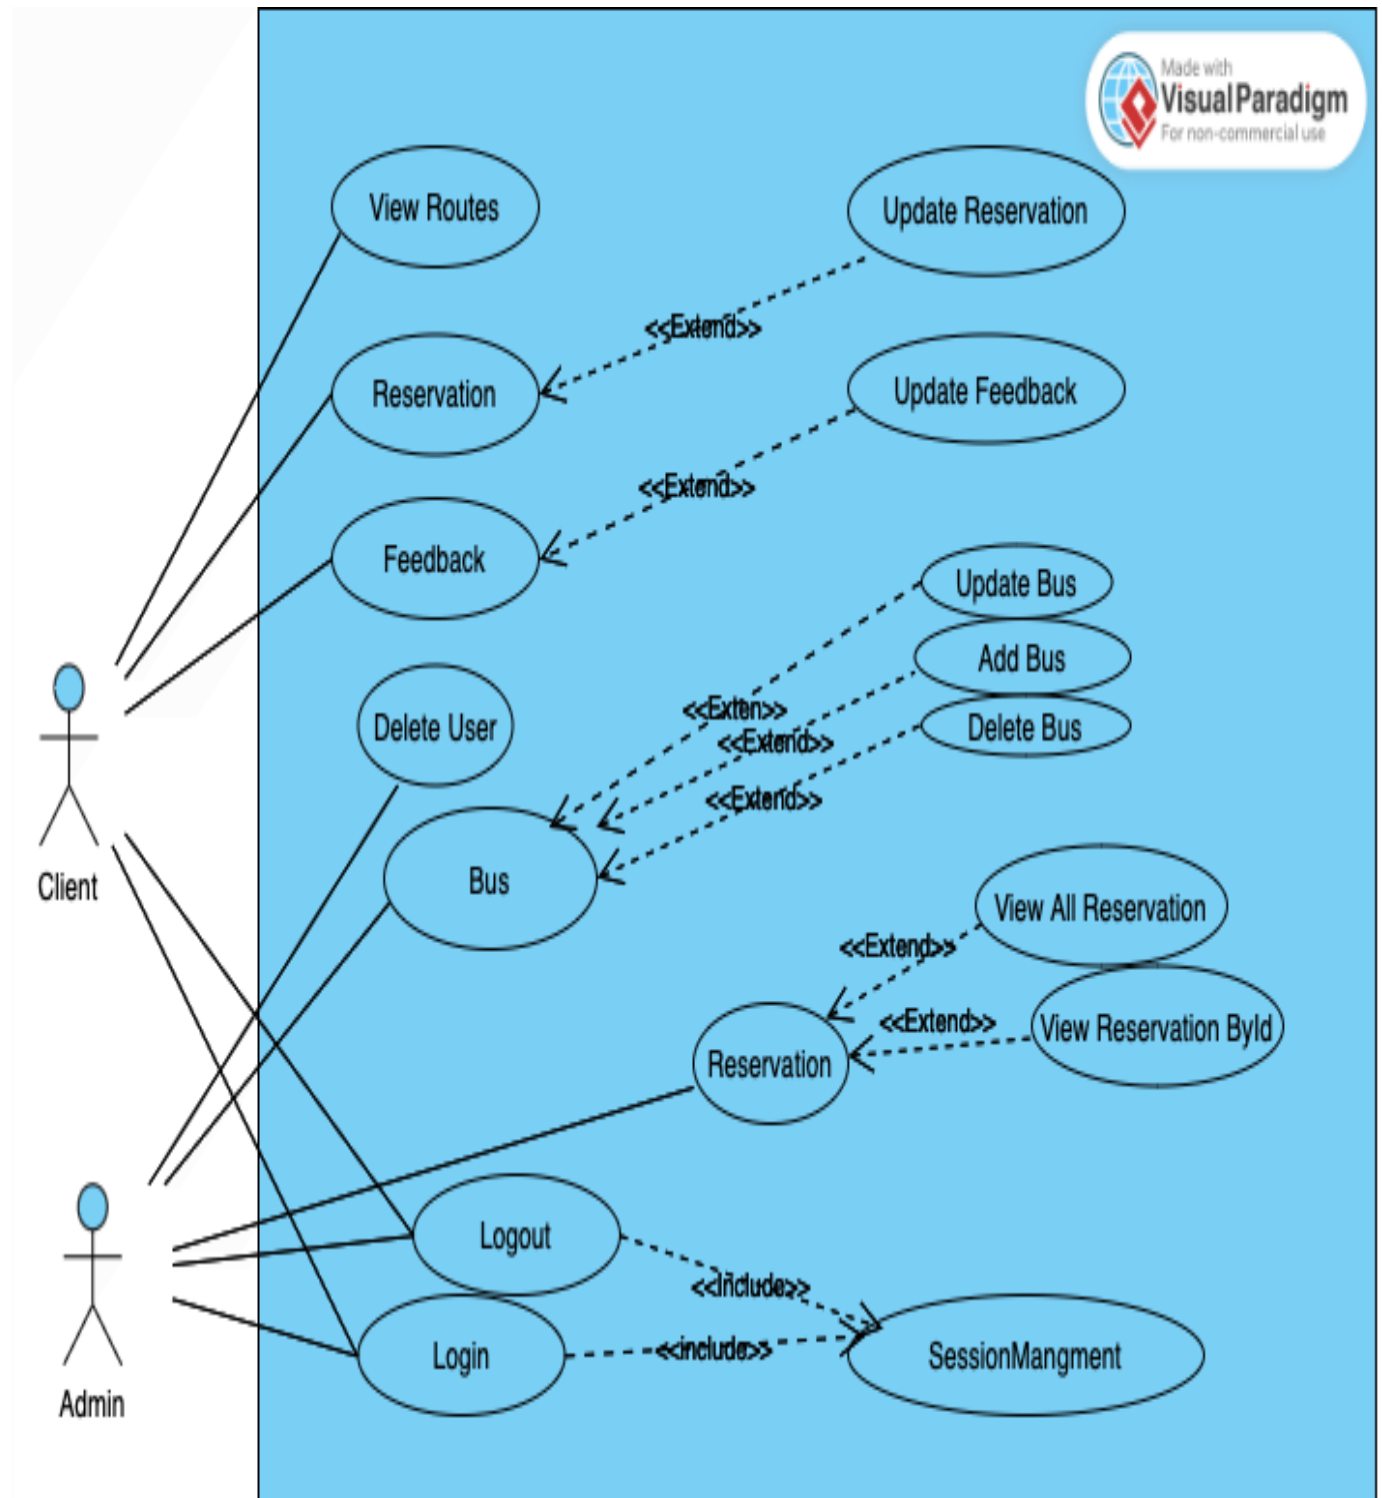 Made with
Visual Paradigm
For non-commercial use
View Routes
Update Reservation
<<Extend>>
Reservation
Update Feedback
<<Extend>>
Feedback
Update Bus
Add Bus
<<Exten>>
Delete User
Delete Bus
<<Extend>>
<<Extend>>
Bus
Client
View All Reservation
<<Extend>>
<<Extend>>
View Reservation ById
Reservation
Logout
<<Include>>
<<include>>
Login
SessionMangment
Admin